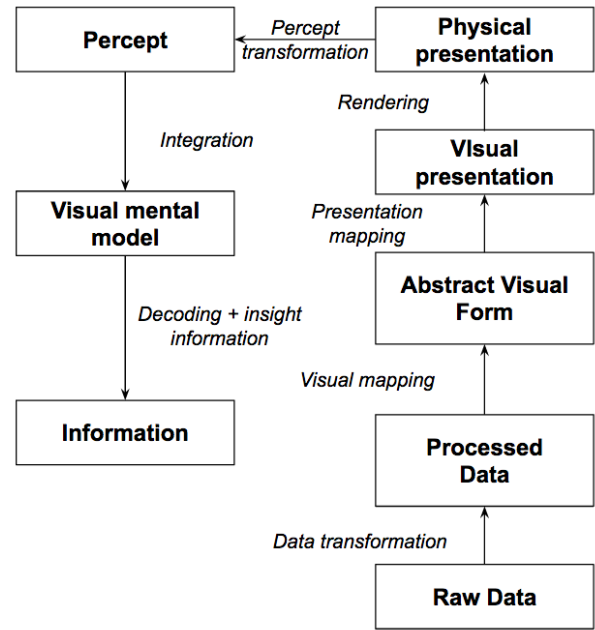 Percept
Percept
transformation
Physical
presentation
Rendering
Integration
VIsual
presentation
Visual mental
model
Presentation
mapping
Abstract Visual
Form
Decoding + insight
information
Visual mapping
Information
Processed
Data
Data transformation
Raw Data